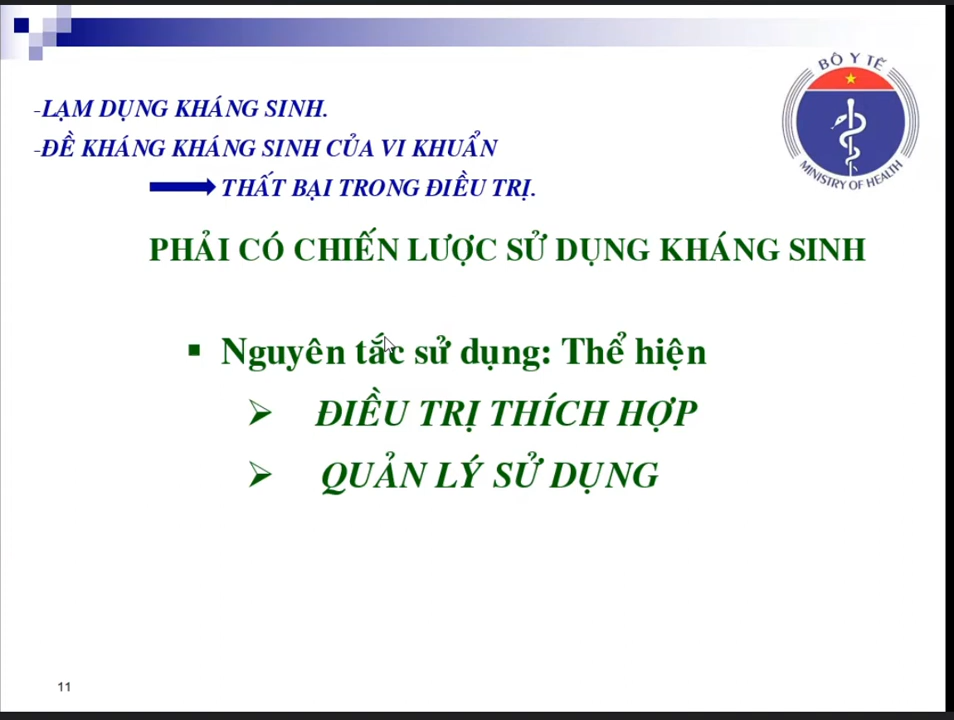 BỘ Y TẾ
MINISTRY OF HEALTH
-LẠM DỤNG KHÁNG SINH.
-ĐỀ KHÁNG KHÁNG SINH CỦA VI KHUẨN
THẤT BẠI TRONG ĐIỀU TRỊ.
PHẢI CÓ CHIẾN LƯỢC SỬ DỤNG KHÁNG SINH
▪ Nguyên tắc sử dụng: Thể hiện
➢ ĐIỀU TRỊ THÍCH HỢP
➢ QUẢN LÝ SỬ DỤNG
11